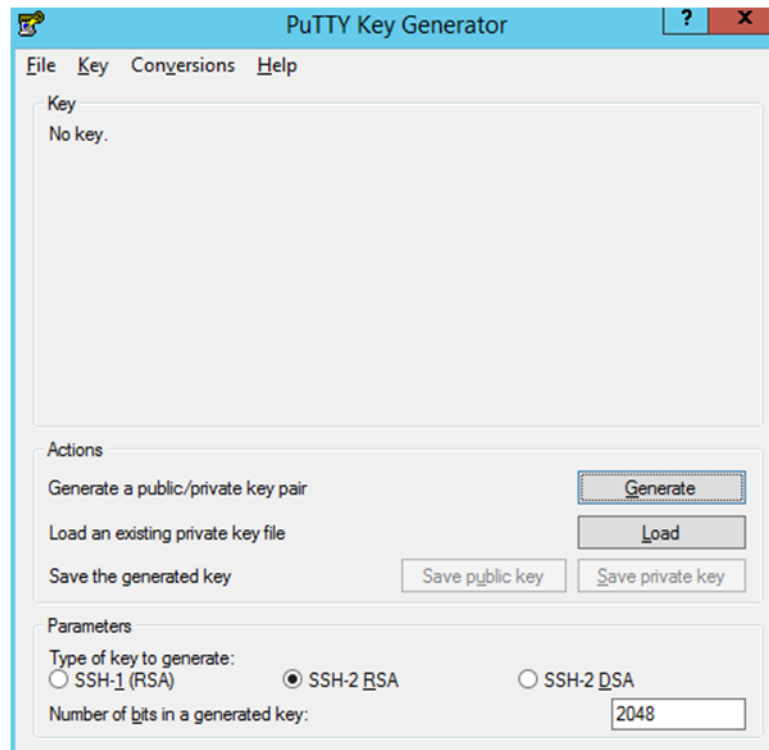 PuTTY Key Generator ? X
File Key Conversions Help
Key
No key.
Actions
Generate a public/private key pair Generate
Load an existing private key file Load
Save the generated key Save public key Save private key
Parameters
Type of key to generate:
SSH-1 (RSA) SSH-2 RSA SSH-2 DSA
Number of bits in a generated key: 2048